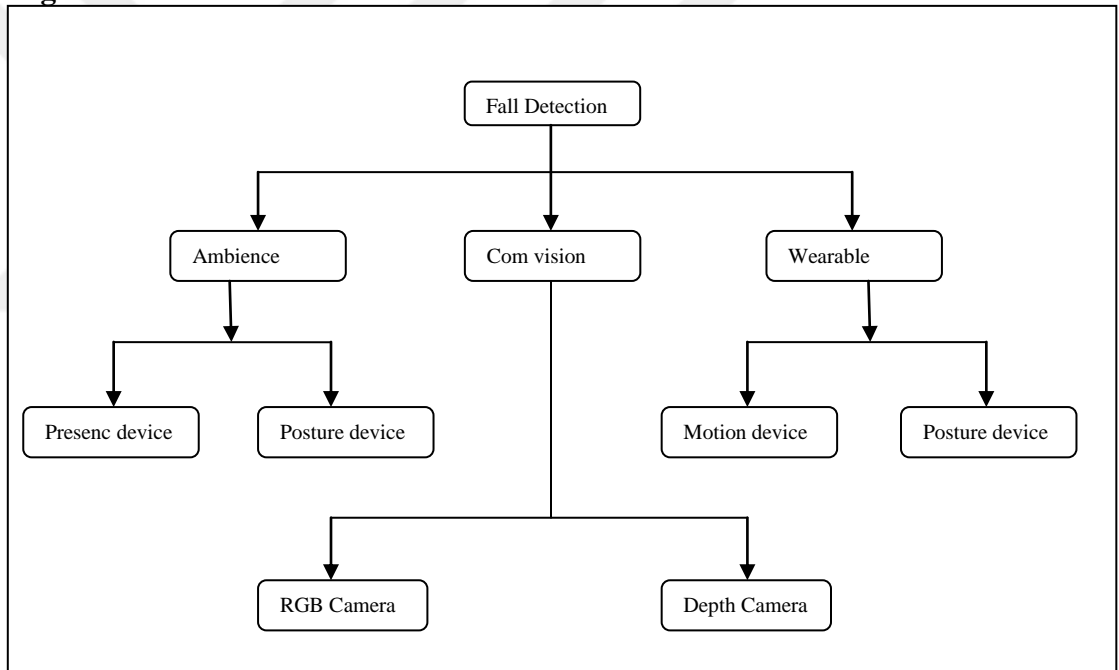 Fall Detection
Ambience
Com vision
Wearable
Presenc device
Posture device
Motion device
Posture device
RGB Camera
Depth Camera